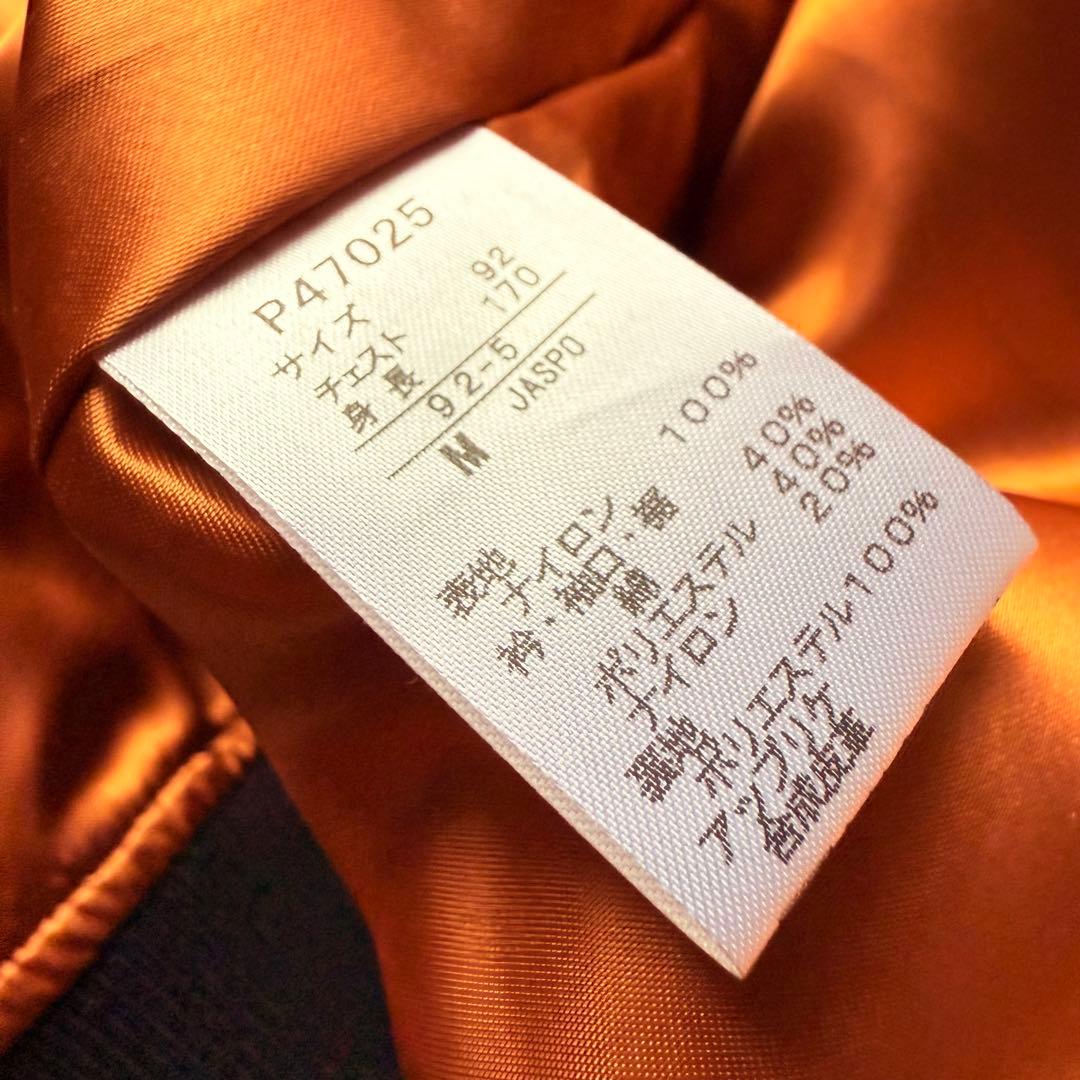 P47025
サイズ
チェスト 92
身長 170
92-5
M JASPO
表地
ナイロン 100%
衿・袖口・裾
綿 40%
ポリエステル 40%
ナイロン 20%
裏地
ポリエステル100%
アップリケ
合成皮革